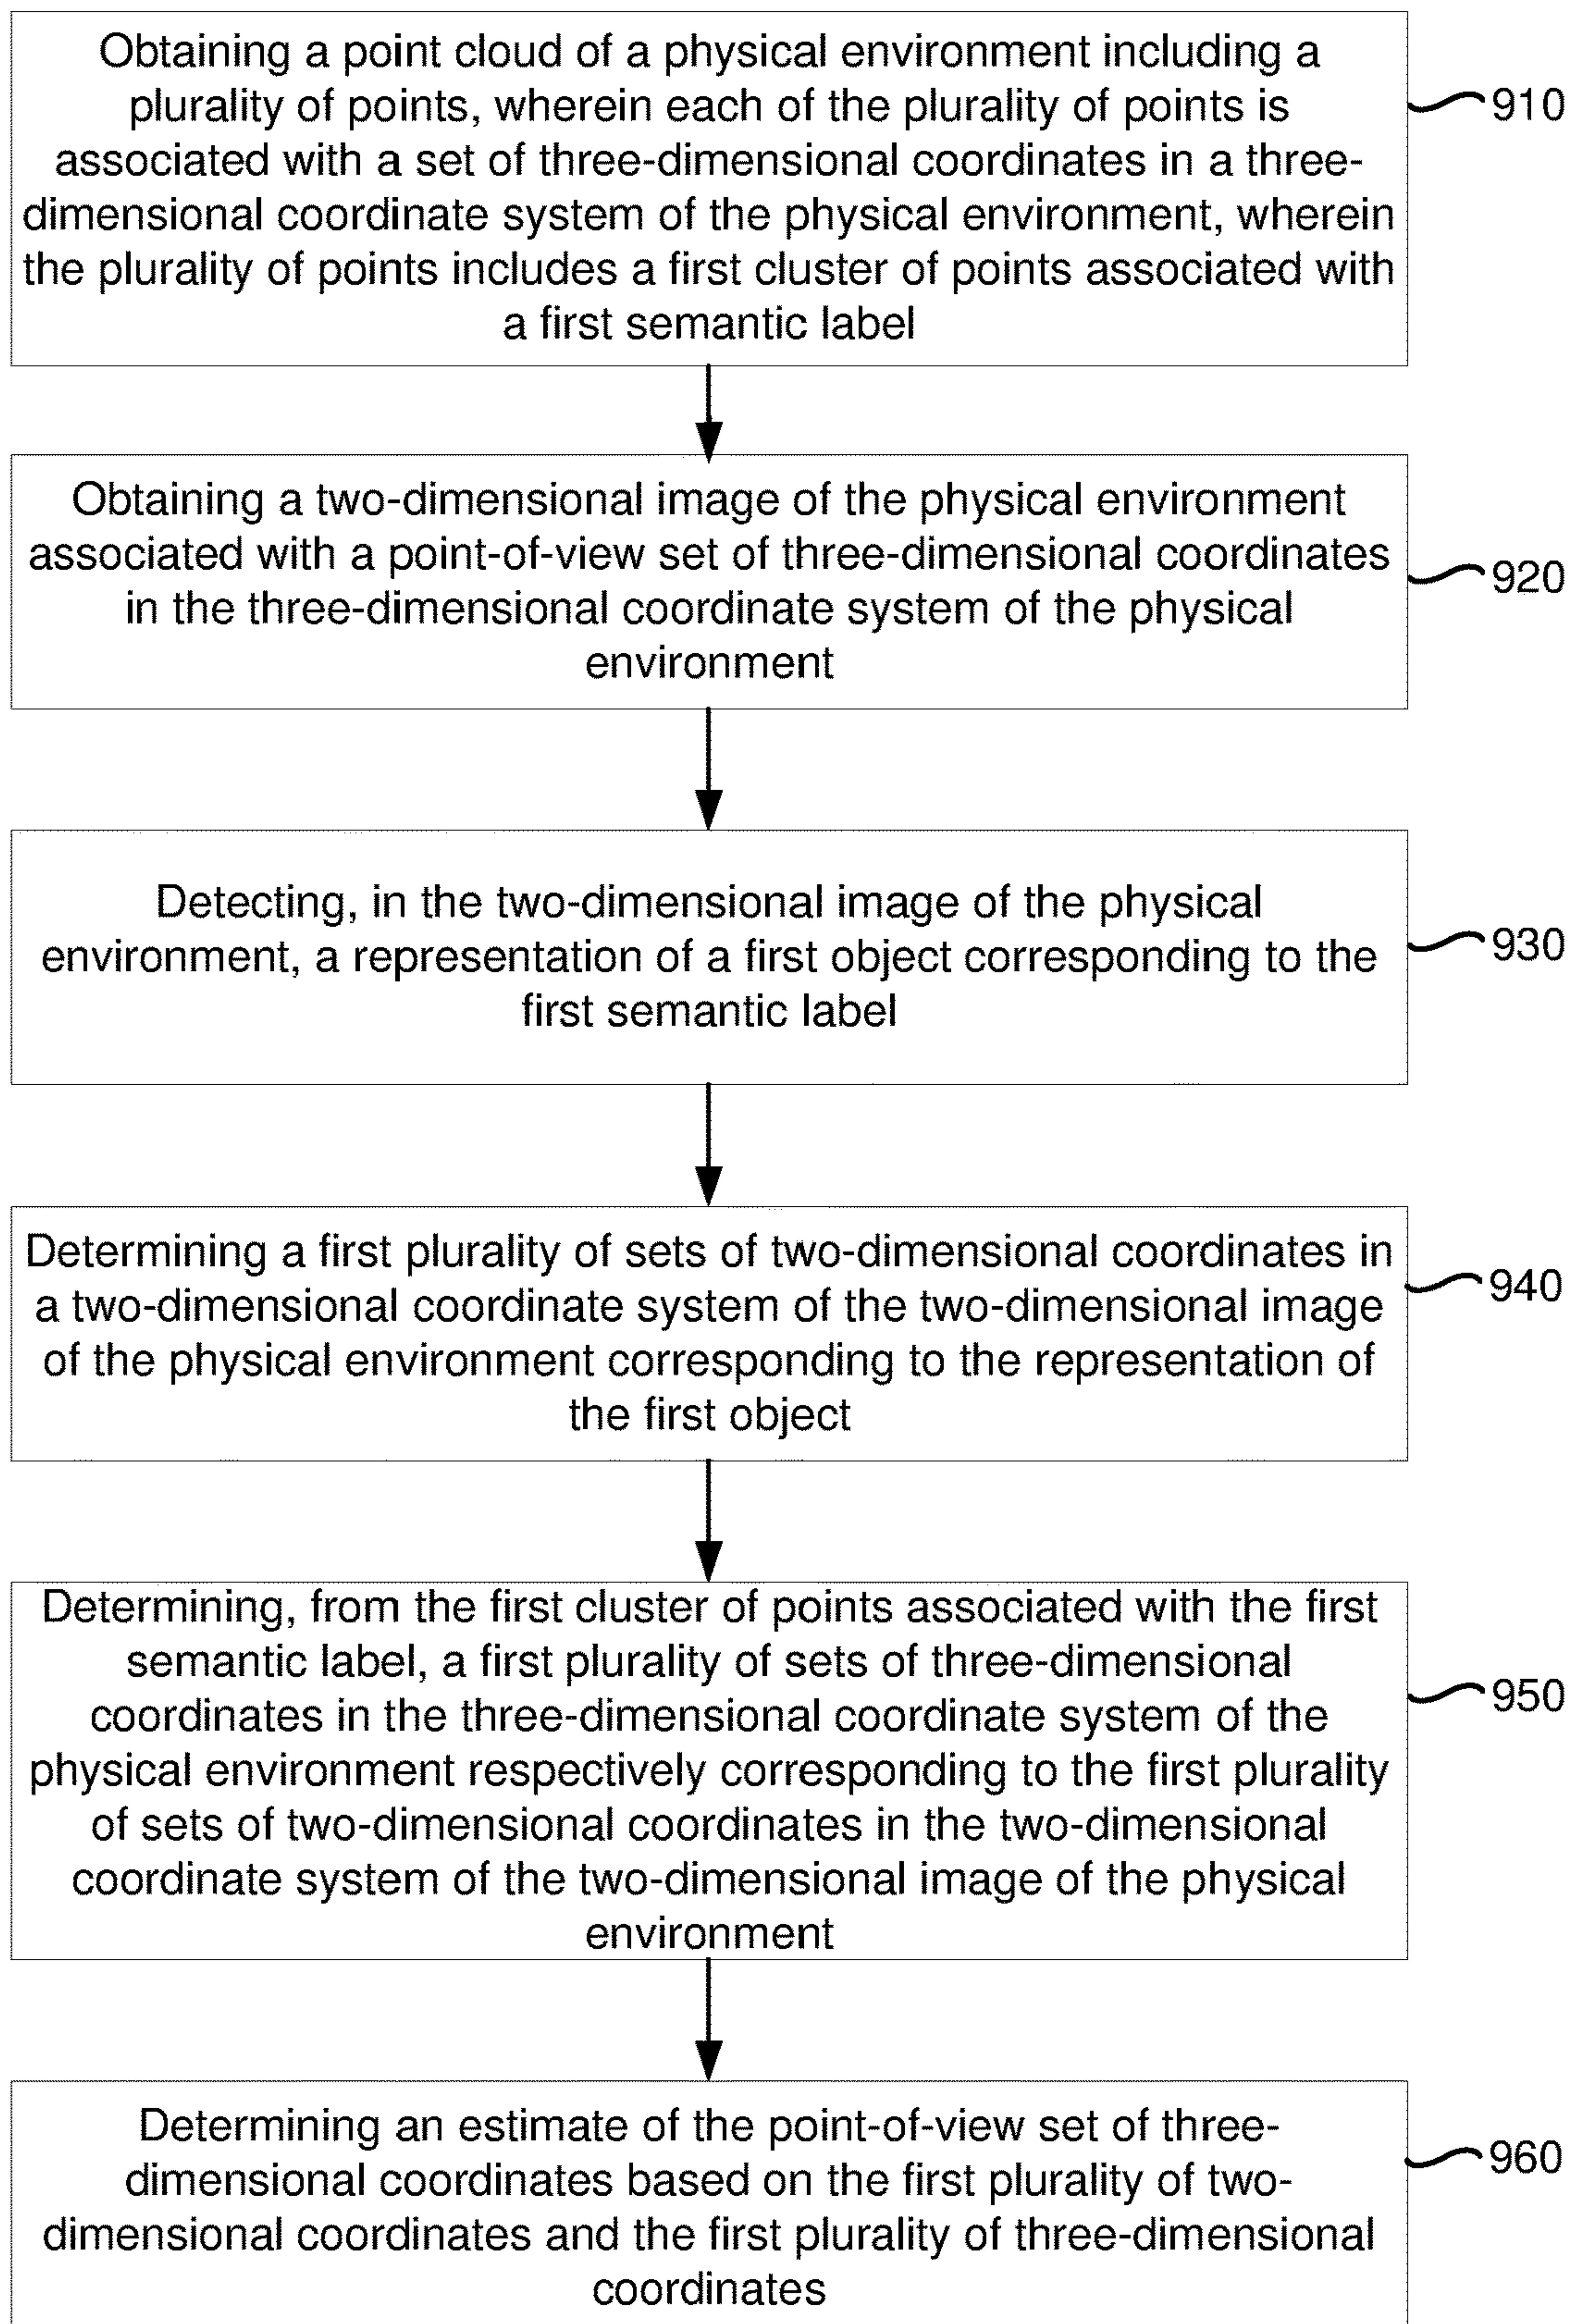 Obtaining a point cloud of a physical environment including a
plurality of points, wherein each of the plurality of points is
associated with a set of three-dimensional coordinates in a three-
dimensional coordinate system of the physical environment, wherein
the plurality of points includes a first cluster of points associated with
a first semantic label
910
Obtaining a two-dimensional image of the physical environment
associated with a point-of-view set of three-dimensional coordinates
in the three-dimensional coordinate system of the physical
environment
920
Detecting, in the two-dimensional image of the physical
environment, a representation of a first object corresponding to the
first semantic label
930
Determining a first plurality of sets of two-dimensional coordinates in
a two-dimensional coordinate system of the two-dimensional image
of the physical environment corresponding to the representation of
the first object
940
Determining, from the first cluster of points associated with the first
semantic label, a first plurality of sets of three-dimensional
coordinates in the three-dimensional coordinate system of the
physical environment respectively corresponding to the first plurality
of sets of two-dimensional coordinates in the two-dimensional
coordinate system of the two-dimensional image of the physical
environment
950
Determining an estimate of the point-of-view set of three-
dimensional coordinates based on the first plurality of two-
dimensional coordinates and the first plurality of three-dimensional
coordinates
960